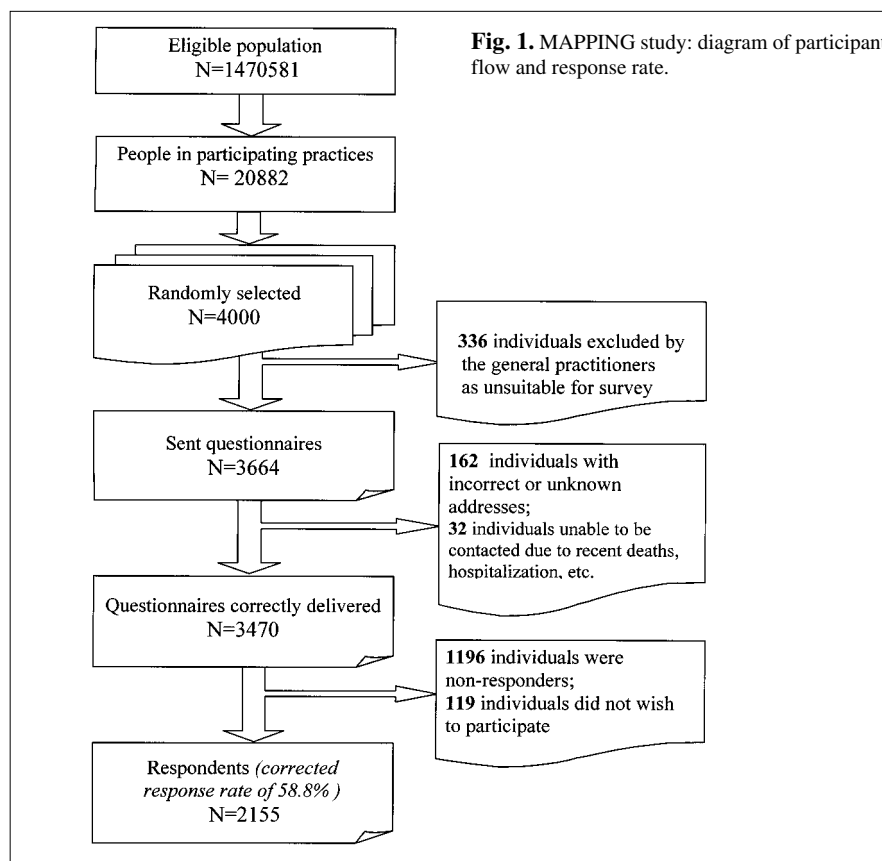 Eligible population
N=1470581
Fig. 1. MAPPING study: diagram of participant
flow and response rate.
People in participating practices
N= 20882
Randomly selected
N=4000
336 individuals excluded by
the general practitioners
as unsuitable for survey
Sent questionnaires
N=3664
162 individuals with
incorrect or unknown
addresses;
32 individuals unable to be
contacted due to recent deaths,
hospitalization, etc.
Questionnaires correctly delivered
N=3470
1196 individuals were
non-responders;
119 individuals did not wish
to participate
Respondents (corrected
response rate of 58.8% )
N=2155